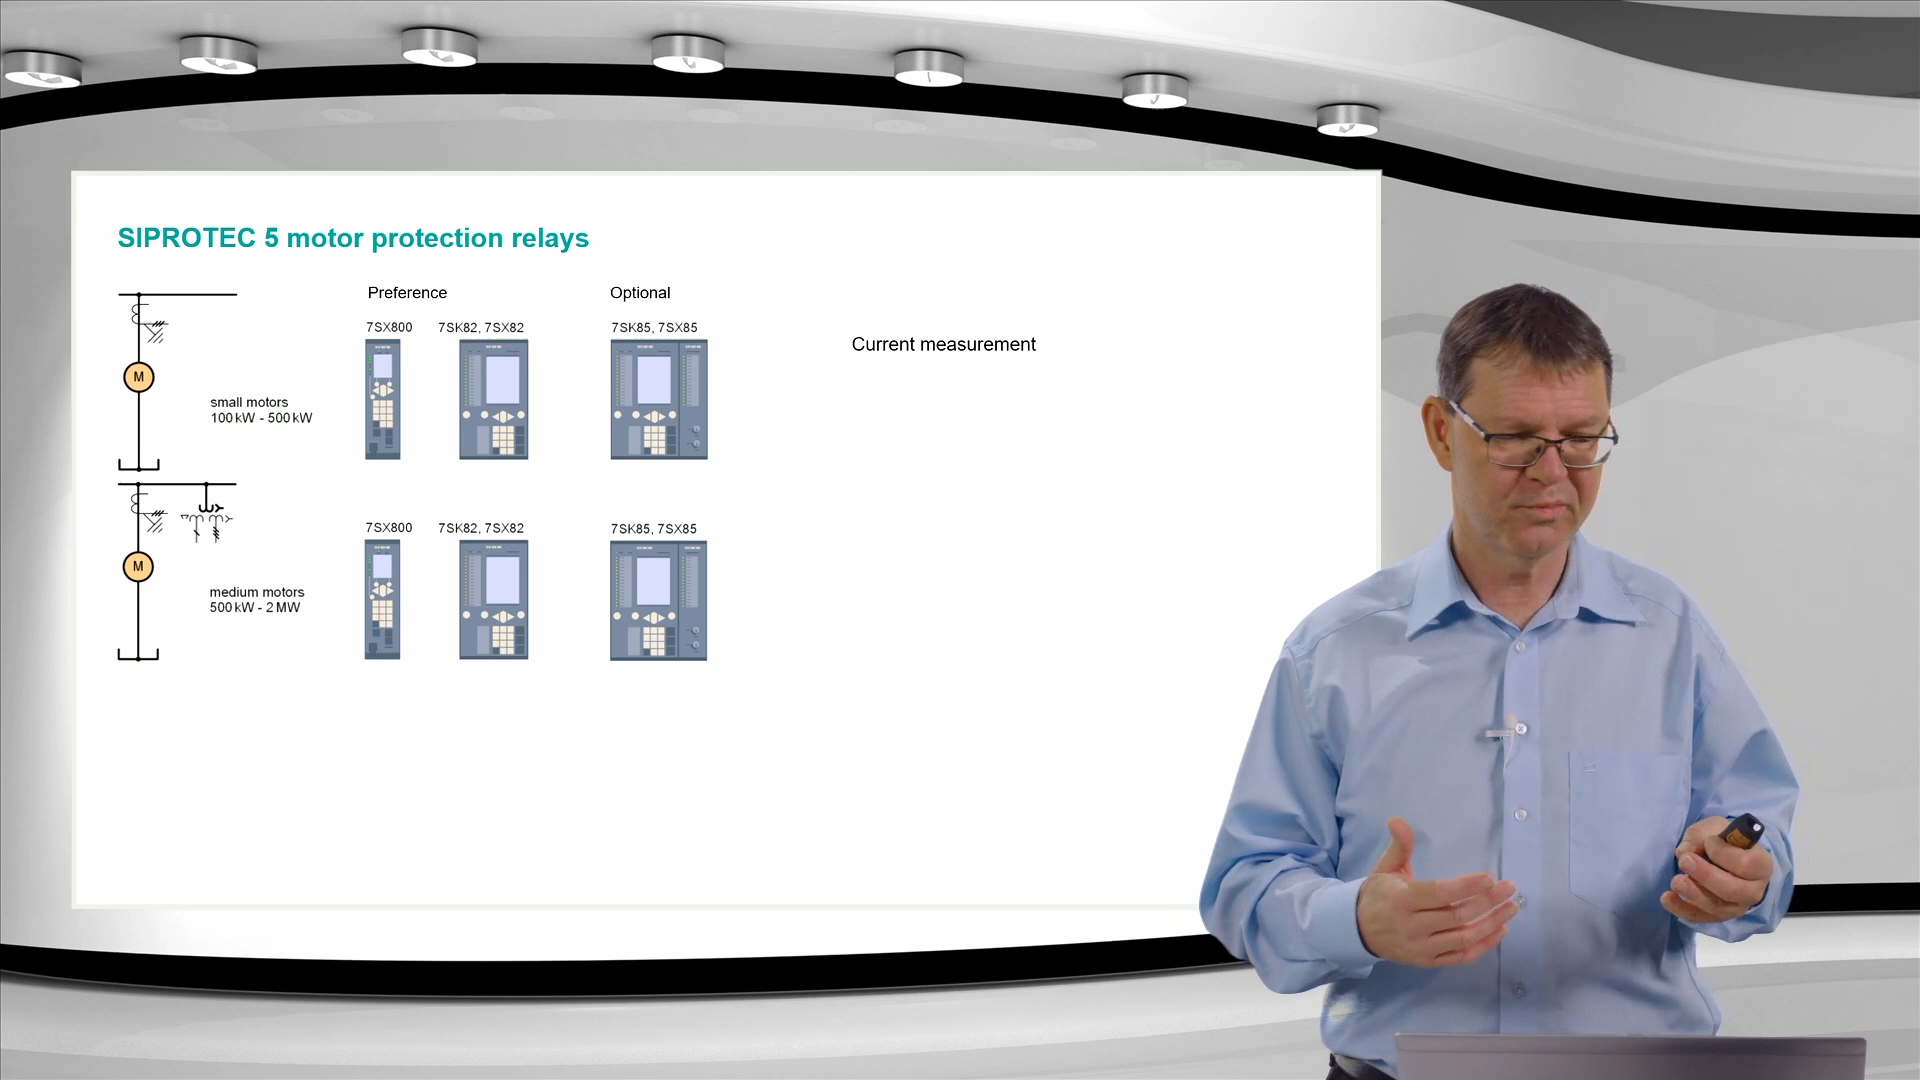 SIPROTEC 5 motor protection relays
Preference
Optional
7SX800
7SK82, 7SX82
7SK85, 7SX85
Current measurement
M
small motors
100 kW - 500 kW
7SX800
7SK82, 7SX82
7SK85, 7SX85
M
medium motors
500 kW - 2 MW